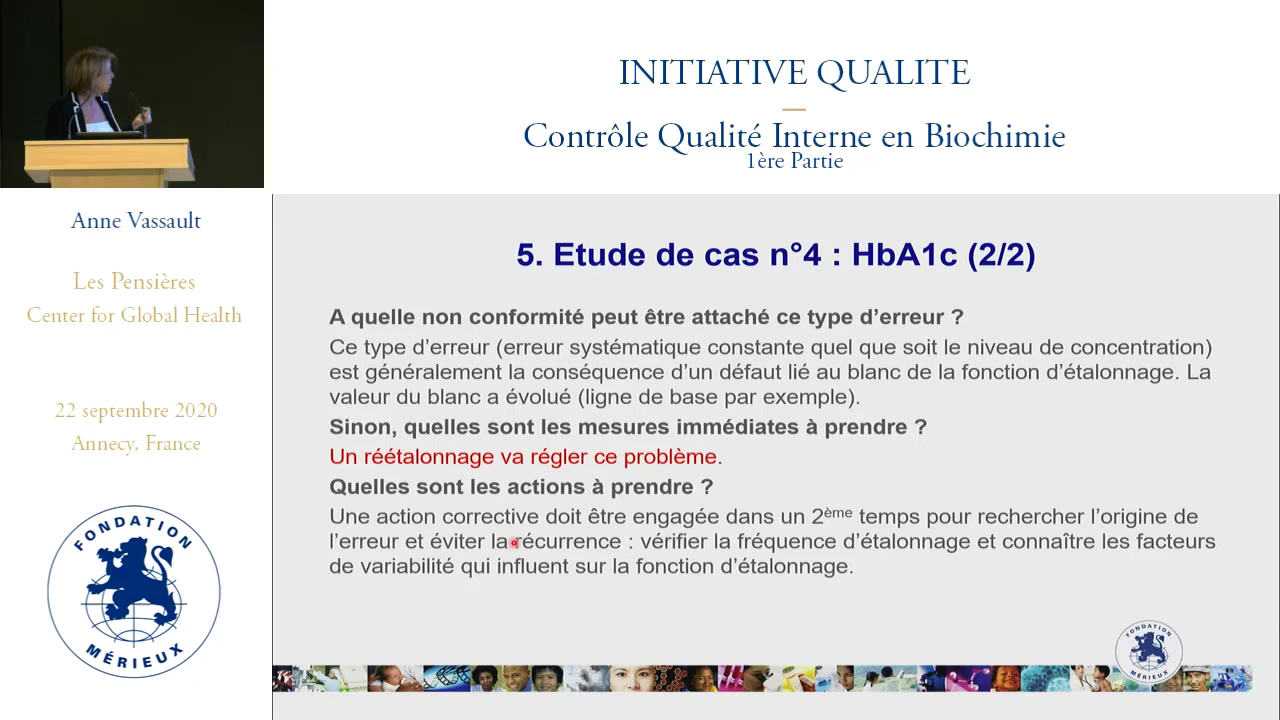 INITIATIVE QUALITE
Contrôle Qualité Interne en Biochimie
1ère Partie
Anne Vassault
Les Pensières
Center for Global Health
22 septembre 2020
Annecy, France
FONDATION
MÉRIEUX
5. Etude de cas n°4 : HbA1c (2/2)
A quelle non conformité peut être attaché ce type d'erreur ?
Ce type d'erreur (erreur systématique constante quel que soit le niveau de concentration)
est généralement la conséquence d'un défaut lié au blanc de la fonction d'étalonnage. La
valeur du blanc a évolué (ligne de base par exemple).
Sinon, quelles sont les mesures immédiates à prendre ?
Un réétalonnage va régler ce problème.
Quelles sont les actions à prendre ?
Une action corrective doit être engagée dans un 2ème temps pour rechercher l'origine de
l'erreur et éviter la récurrence : vérifier la fréquence d'étalonnage et connaître les facteurs
de variabilité qui influent sur la fonction d'étalonnage.
FONDATION
MÉRIEUX